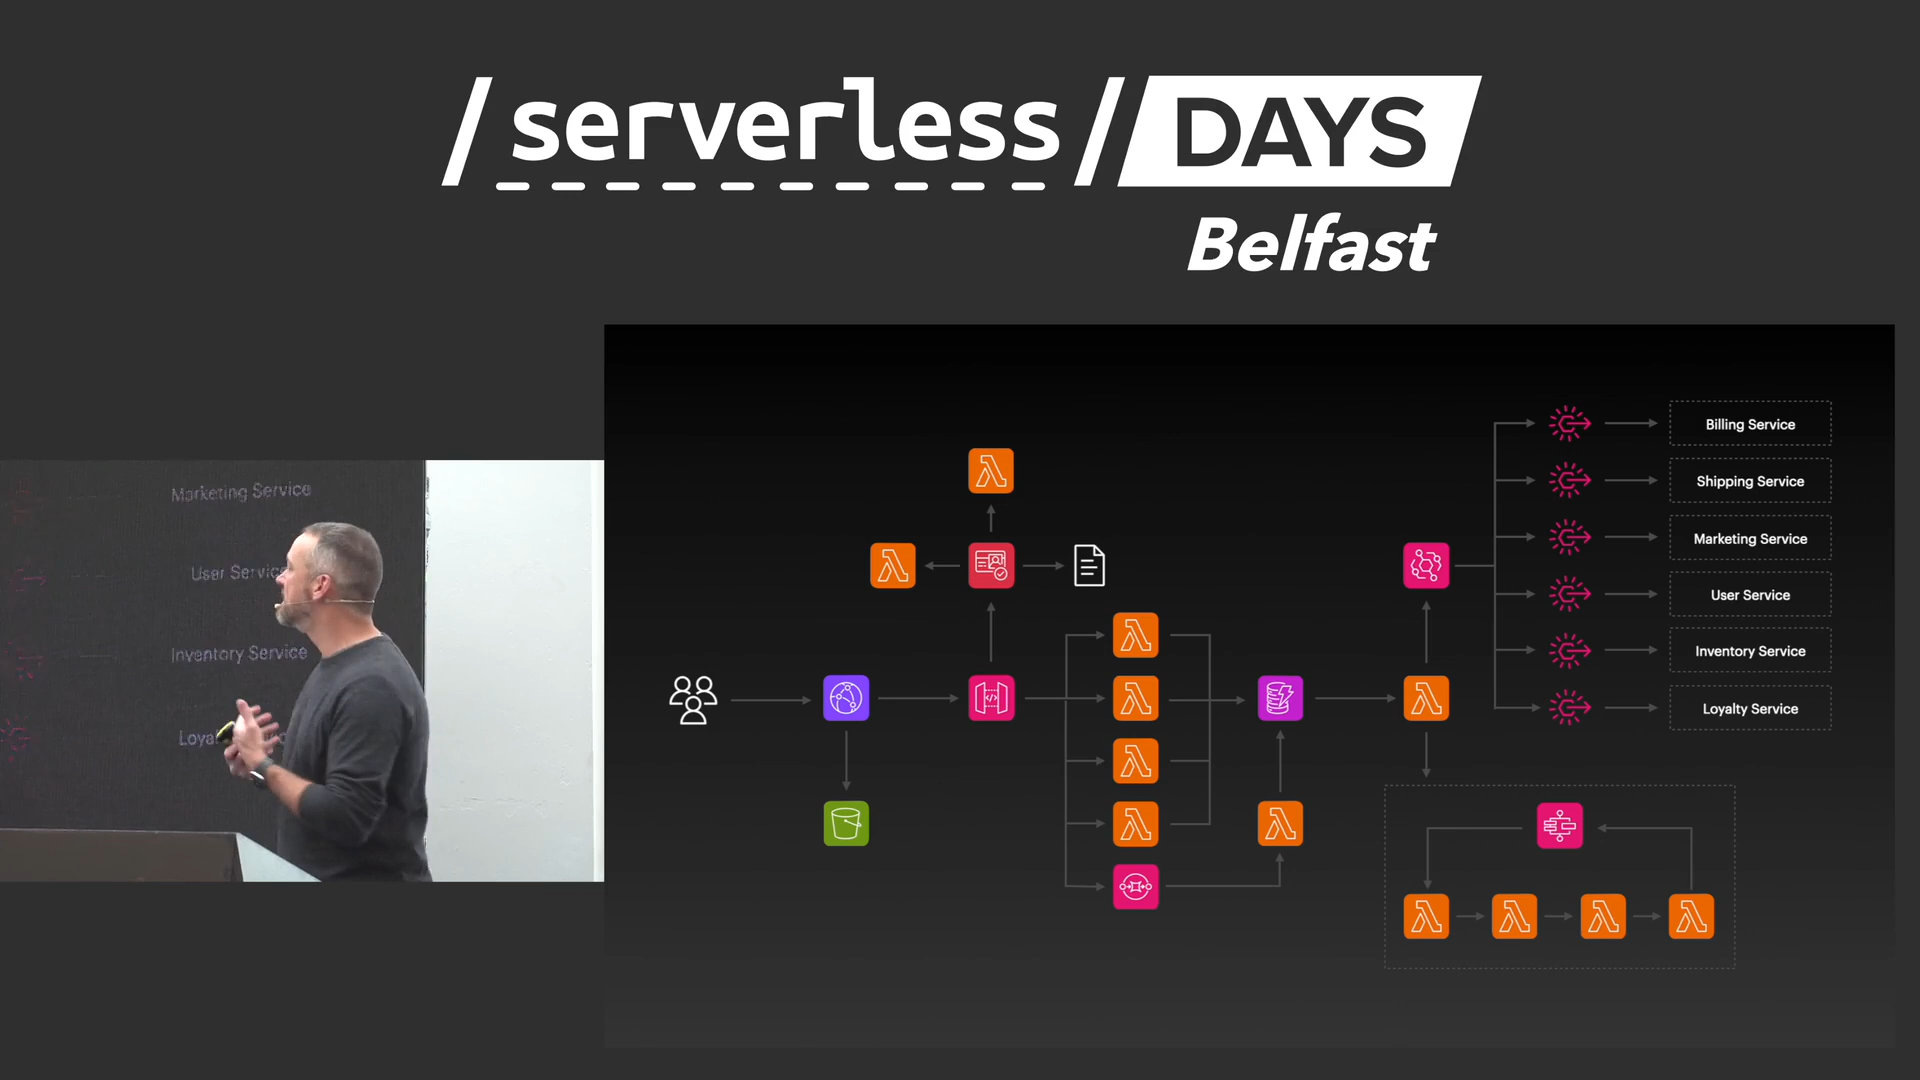 /serverless/DAYS
Belfast
Billing Service
Shipping Service
Marketing Service
User Service
Inventory Service
Loyalty Service
Marketing Service
User Service
Inventory Service